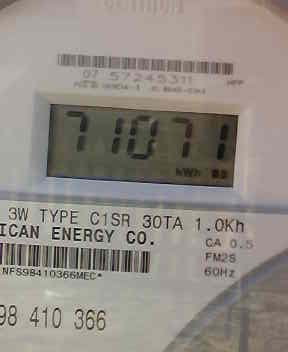 07 57245311
71071
kWh
3W TYPE C1SR 30TA 1.0Kh
ICAN ENERGY CO.
CA 0.5
FM2S
NFS98410366MEC*
60Hz
98 410 366